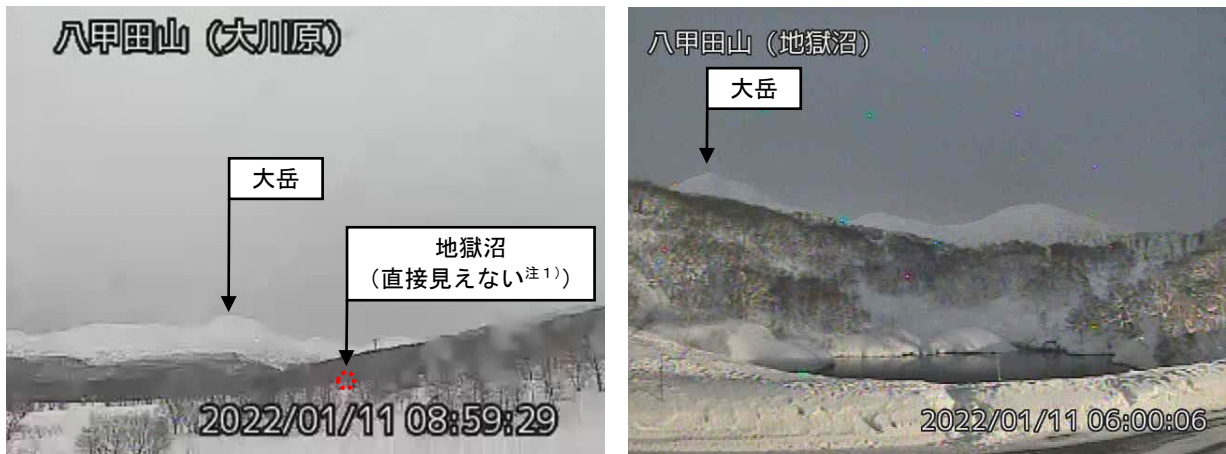 八甲田山（大川原）
大岳
地獄沼
（直接見えない注１））
2022/01/11 08:59:29
八甲田山（地獄沼）
大岳
2022/01/11 06:00:06